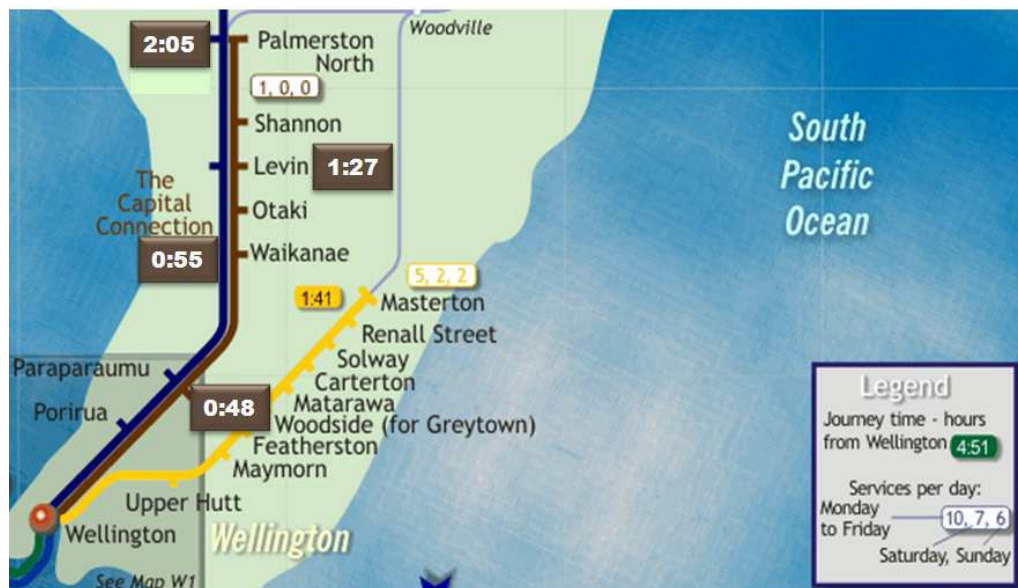 Woodville
2:05
Palmerston
North
1, 0, 0
Shannon
Levin
1:27
The
Capital
Connection
Otaki
0:55
Waikanae
5, 2, 2
1:41
Masterton
Renall Street
Solway
Carterton
Matarawa
Woodside (for Greytown)
Featherston
Maymorn
Paraparaumu
0:48
Porirua
Upper Hutt
Wellington
Wellington
See Map W1
South
Pacific
Ocean
Legend
Journey time - hours
from Wellington 4:51
Services per day:
Monday
to Friday
10, 7, 6
Saturday, Sunday